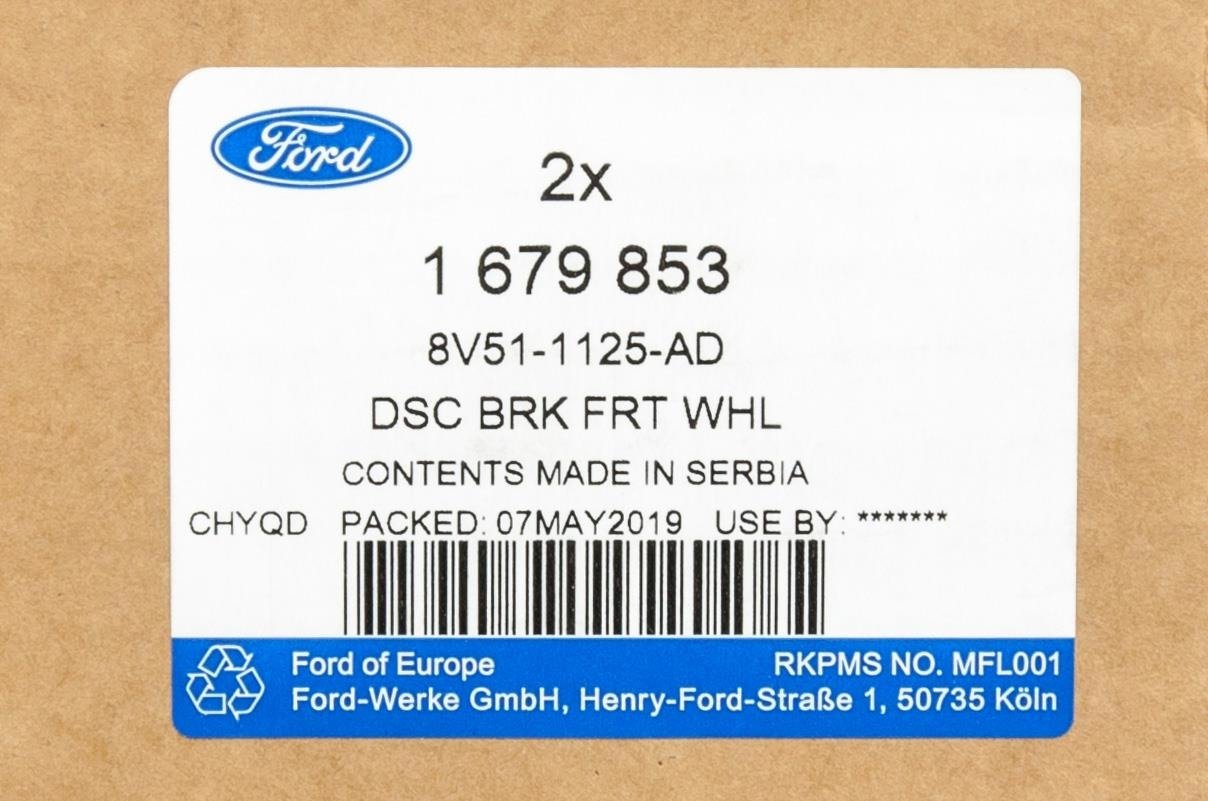 Ford
2x
1 679 853
8V51-1125-AD
DSC BRK FRT WHL
CONTENTS MADE IN SERBIA
CHYQD PACKED: 07MAY2019 USE BY: *******
Ford of Europe RKPMS NO. MFL001
Ford-Werke GmbH, Henry-Ford-Straße 1, 50735 Köln